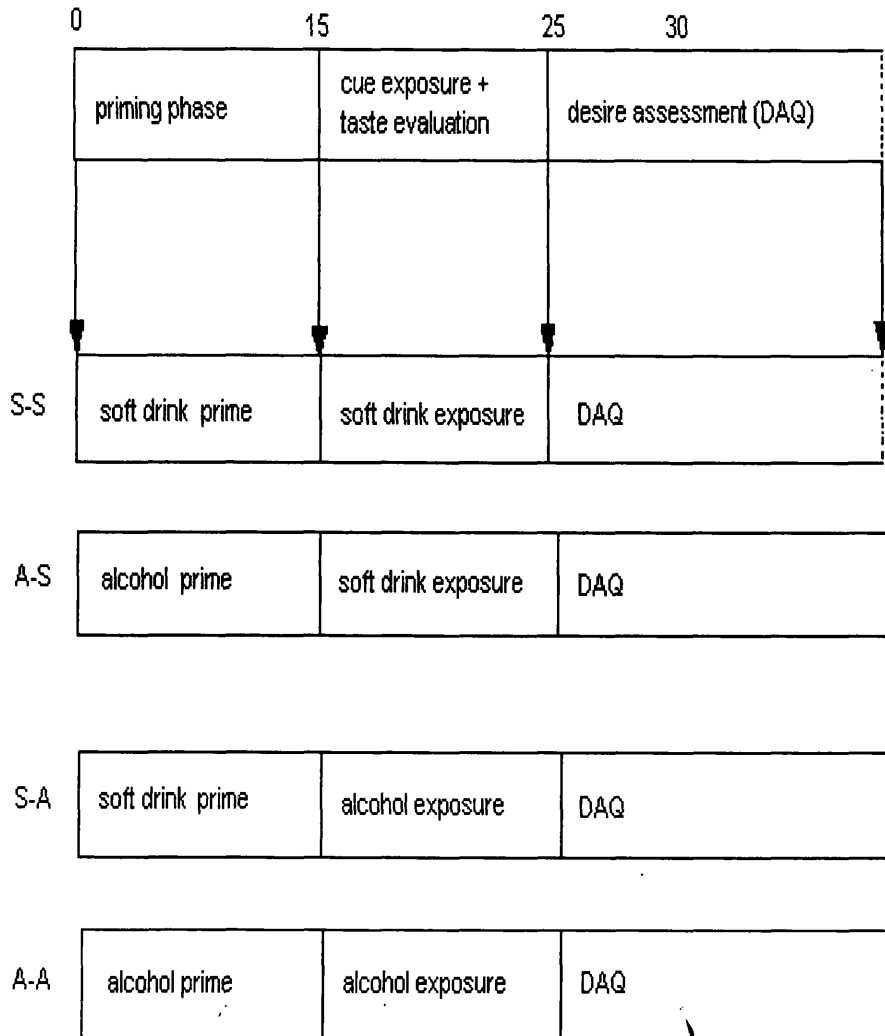 0 15 25 30
priming phase
cue exposure +
taste evaluation
desire assessment (DAQ)
S-S soft drink prime soft drink exposure DAQ
A-S alcohol prime soft drink exposure DAQ
S-A soft drink prime alcohol exposure DAQ
A-A alcohol prime alcohol exposure DAQ